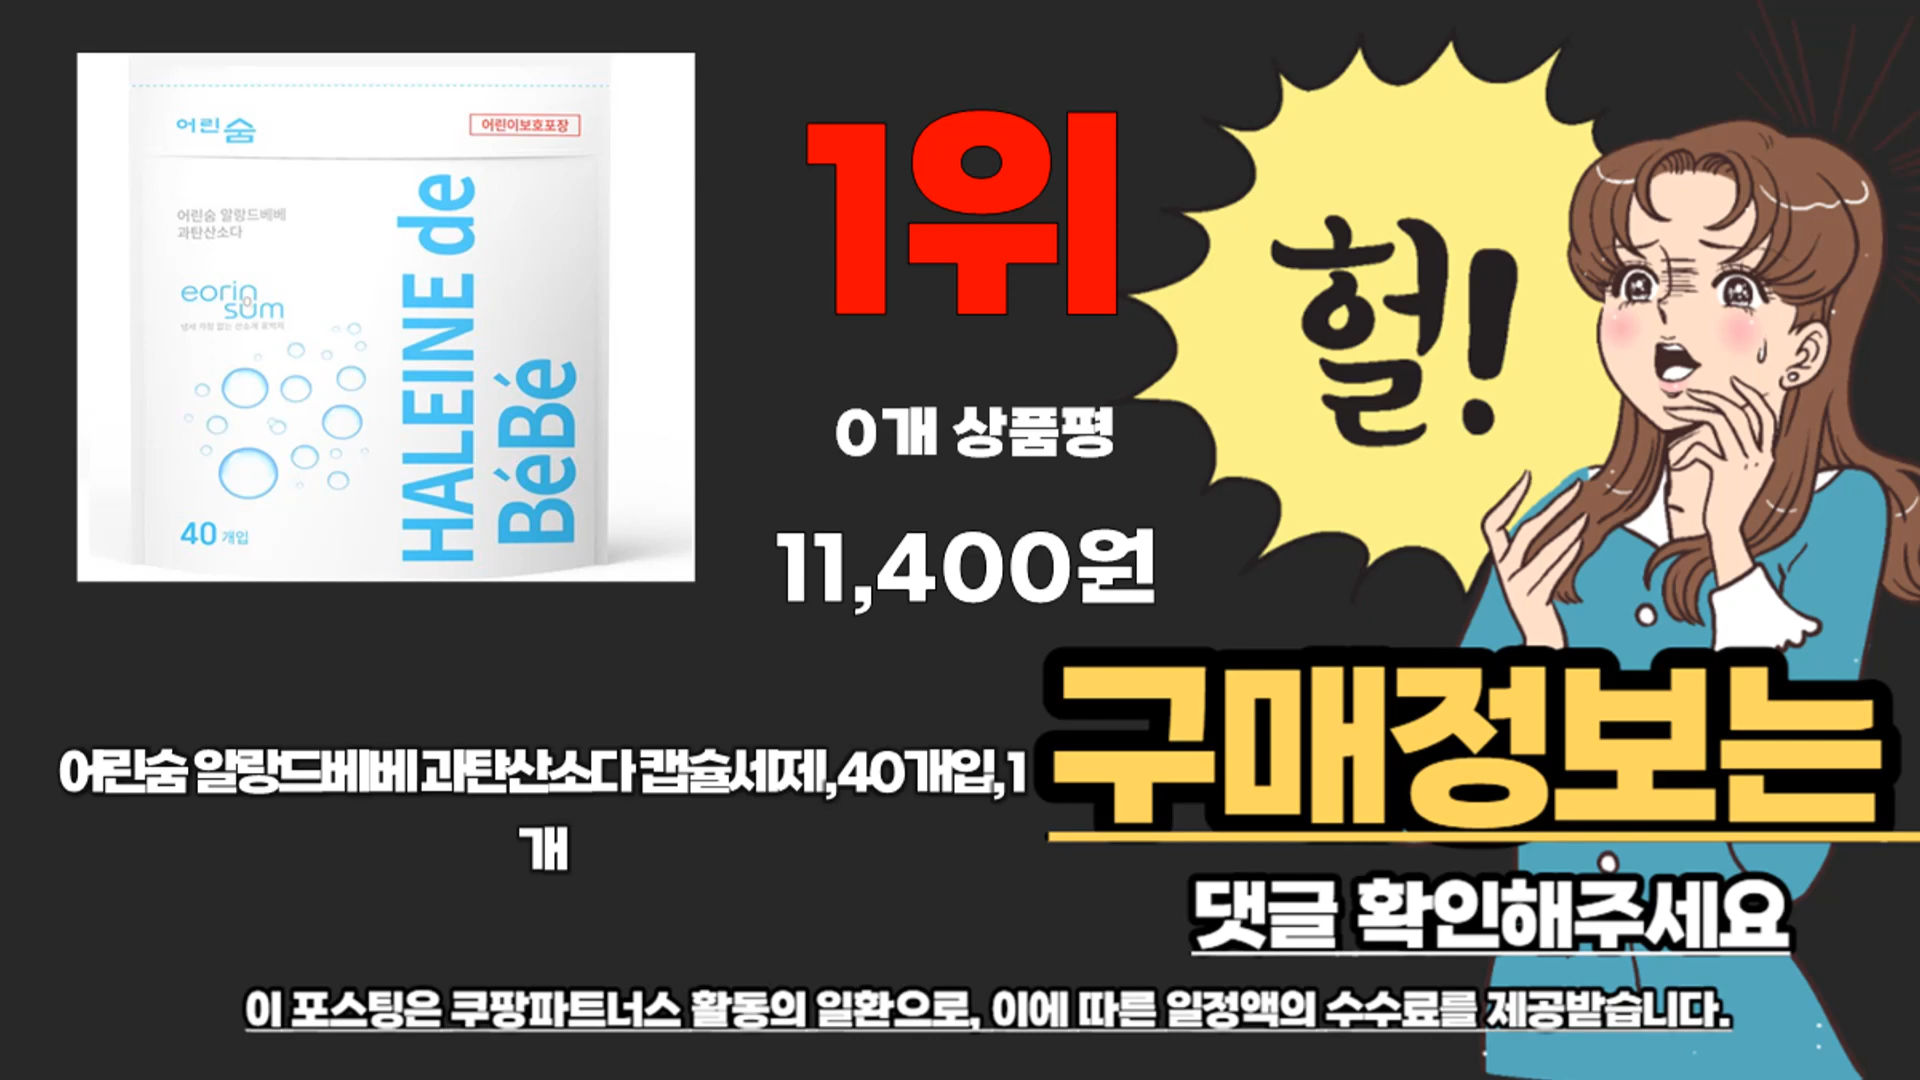 어린숨
어린이보호포장
어린숨 알랑드베베
과탄산소다
eorin
sum
HALEINE de
BéBé
40 개입
1위
0개 상품평
11,400원
헐!
어린숨 알랑드베베 과탄산소다 캡슐세제, 40개입, 1
개
구매정보는
댓글 확인해주세요
이 포스팅은 쿠팡파트너스 활동의 일환으로, 이에 따른 일정액의 수수료를 제공받습니다.